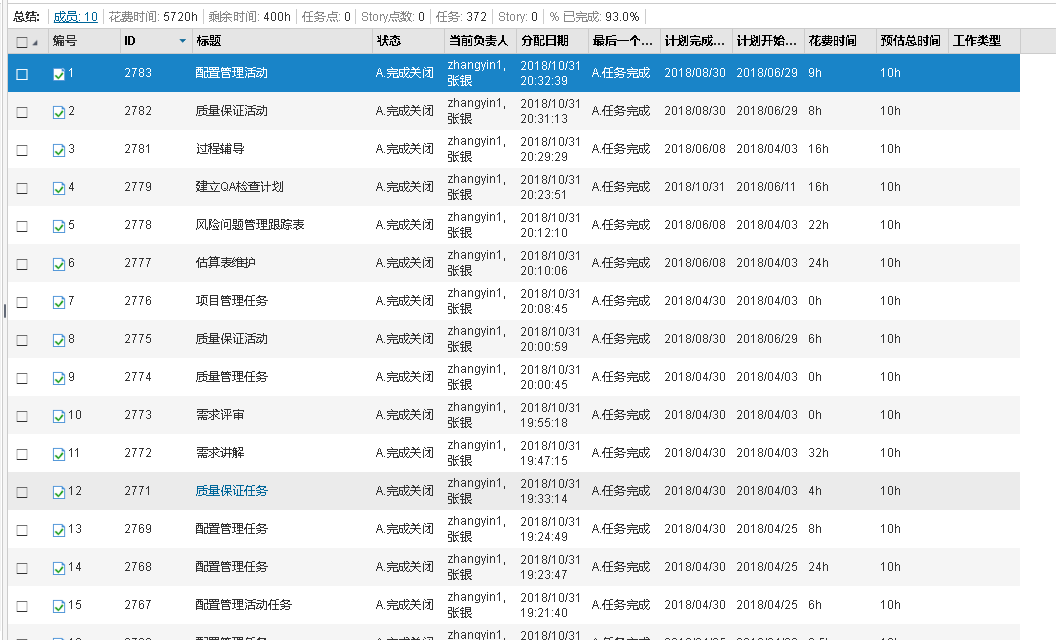 总结: 成员: 10 花费时间: 5720h 剩余时间: 400h 任务点: 0 Story点数: 0 任务: 372 Story: 0 % 已完成: 93.0%
编号 ID 标题 状态 当前负责人 分配日期 最后一个... 计划完成... 计划开始... 花费时间 预估总时间 工作类型
1 2783 配置管理活动 A.完成关闭 zhangyin1, 2018/10/31 A.任务完成 2018/08/30 2018/06/29 9h 10h
张银 20:32:39
2 2782 质量保证活动 A.完成关闭 zhangyin1, 2018/10/31 A.任务完成 2018/08/30 2018/06/29 8h 10h
张银 20:31:13
3 2781 过程辅导 A.完成关闭 zhangyin1, 2018/10/31 A.任务完成 2018/06/08 2018/04/03 16h 10h
张银 20:29:29
4 2779 建立QA检查计划 A.完成关闭 zhangyin1, 2018/10/31 A.任务完成 2018/10/31 2018/06/11 16h 10h
张银 20:23:51
5 2778 风险问题管理跟踪表 A.完成关闭 zhangyin1, 2018/10/31 A.任务完成 2018/06/08 2018/04/03 22h 10h
张银 20:12:10
6 2777 估算表维护 A.完成关闭 zhangyin1, 2018/10/31 A.任务完成 2018/06/08 2018/04/03 24h 10h
张银 20:10:06
7 2776 项目管理任务 A.完成关闭 zhangyin1, 2018/10/31 A.任务完成 2018/04/30 2018/04/03 0h 10h
张银 20:08:45
8 2775 质量保证活动 A.完成关闭 zhangyin1, 2018/10/31 A.任务完成 2018/08/30 2018/06/29 6h 10h
张银 20:00:59
9 2774 质量管理任务 A.完成关闭 zhangyin1, 2018/10/31 A.任务完成 2018/04/30 2018/04/03 0h 10h
张银 20:00:45
10 2773 需求评审 A.完成关闭 zhangyin1, 2018/10/31 A.任务完成 2018/04/30 2018/04/03 0h 10h
张银 19:55:18
11 2772 需求讲解 A.完成关闭 zhangyin1, 2018/10/31 A.任务完成 2018/04/30 2018/04/03 32h 10h
张银 19:47:15
12 2771 质量保证任务 A.完成关闭 zhangyin1, 2018/10/31 A.任务完成 2018/04/30 2018/04/03 4h 10h
张银 19:33:14
13 2769 配置管理任务 A.完成关闭 zhangyin1, 2018/10/31 A.任务完成 2018/04/30 2018/04/25 8h 10h
张银 19:24:49
14 2768 配置管理任务 A.完成关闭 zhangyin1, 2018/10/31 A.任务完成 2018/04/30 2018/04/25 24h 10h
张银 19:23:47
15 2767 配置管理活动任务 A.完成关闭 zhangyin1, 2018/10/31 A.任务完成 2018/04/30 2018/04/25 6h 10h
张银 19:21:40
zhangyin1, 2018/10/31